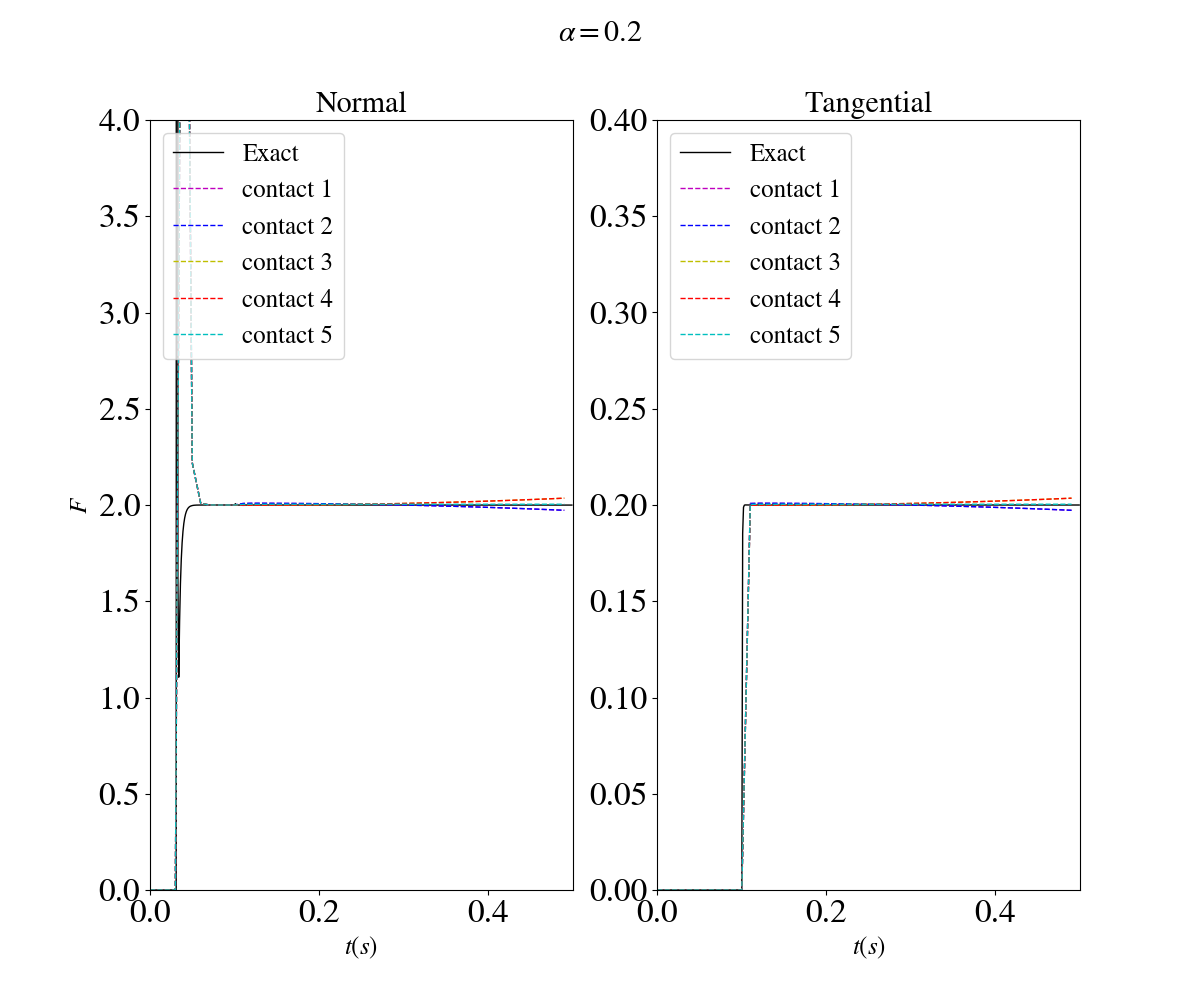 α = 0.2
Normal
4.0
3.5
3.0
2.5
2.0
1.5
1.0
0.5
0.0
F
Exact
contact 1
contact 2
contact 3
contact 4
contact 5
0.0 0.2 0.4
t(s)
Tangential
0.40
0.35
0.30
0.25
0.20
0.15
0.10
0.05
0.00
Exact
contact 1
contact 2
contact 3
contact 4
contact 5
0.0 0.2 0.4
t(s)